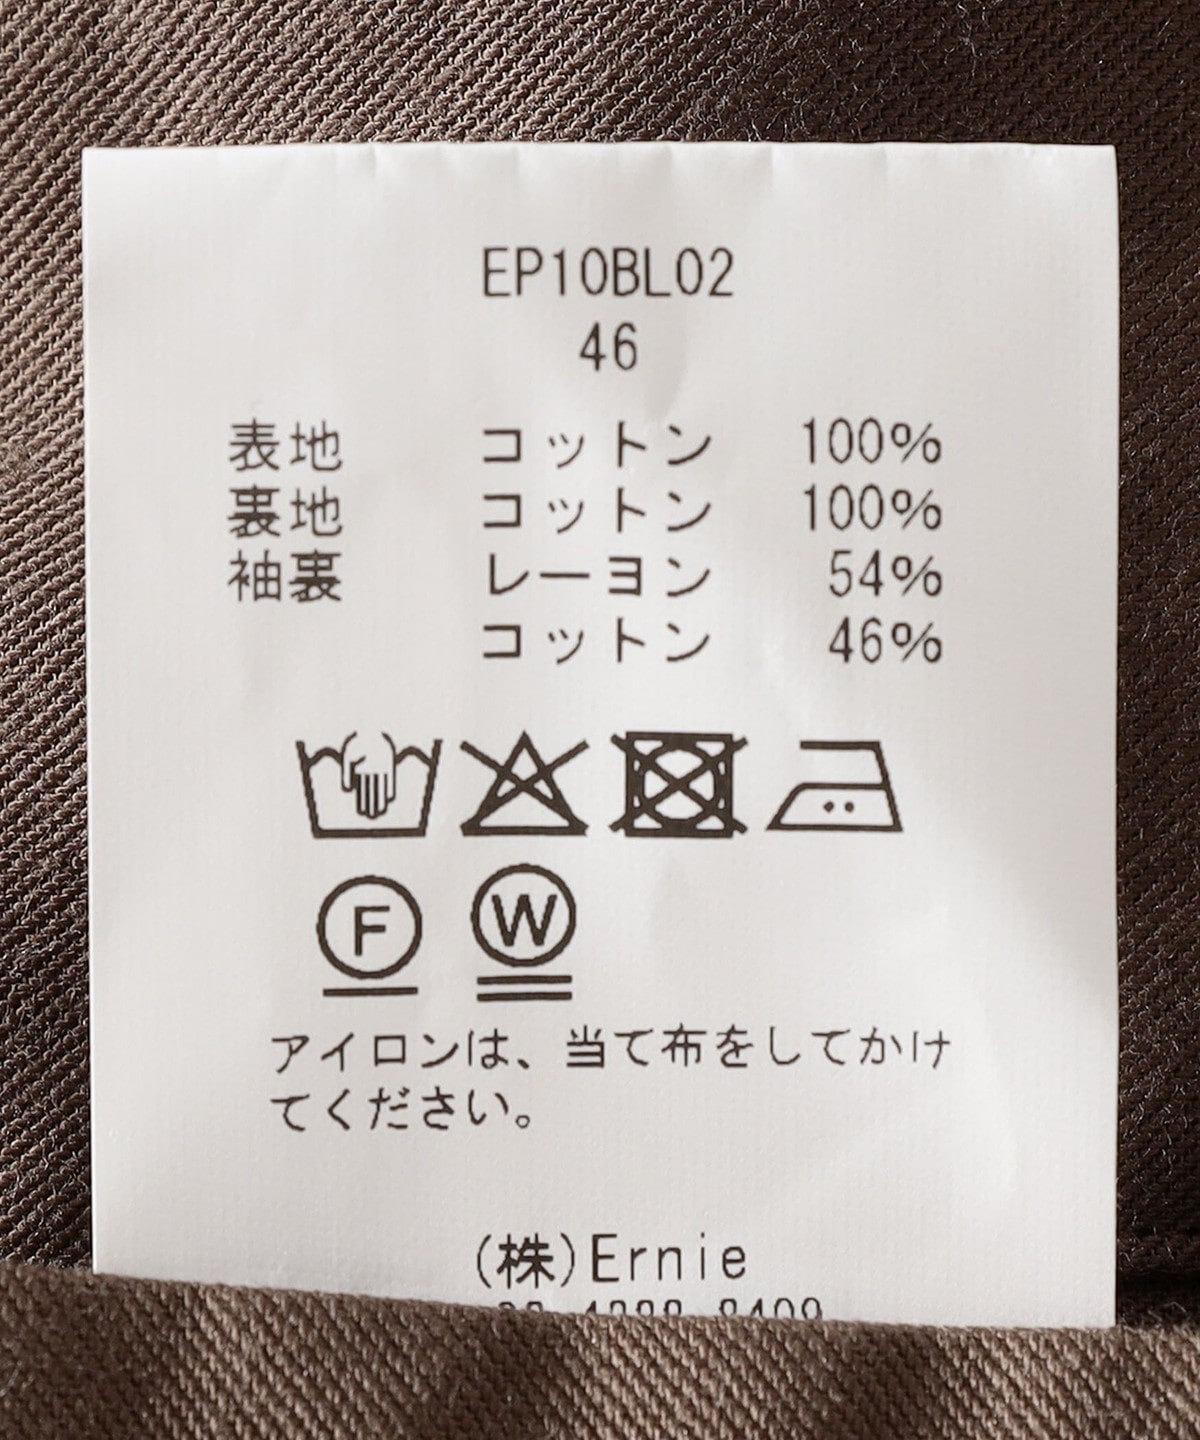 EP10BL02
46
表地 コットン 100%
裏地 コットン 100%
袖裏 レーヨン 54%
コットン 46%
F W
アイロンは、当て布をしてかけ
てください。
(株)Ernie